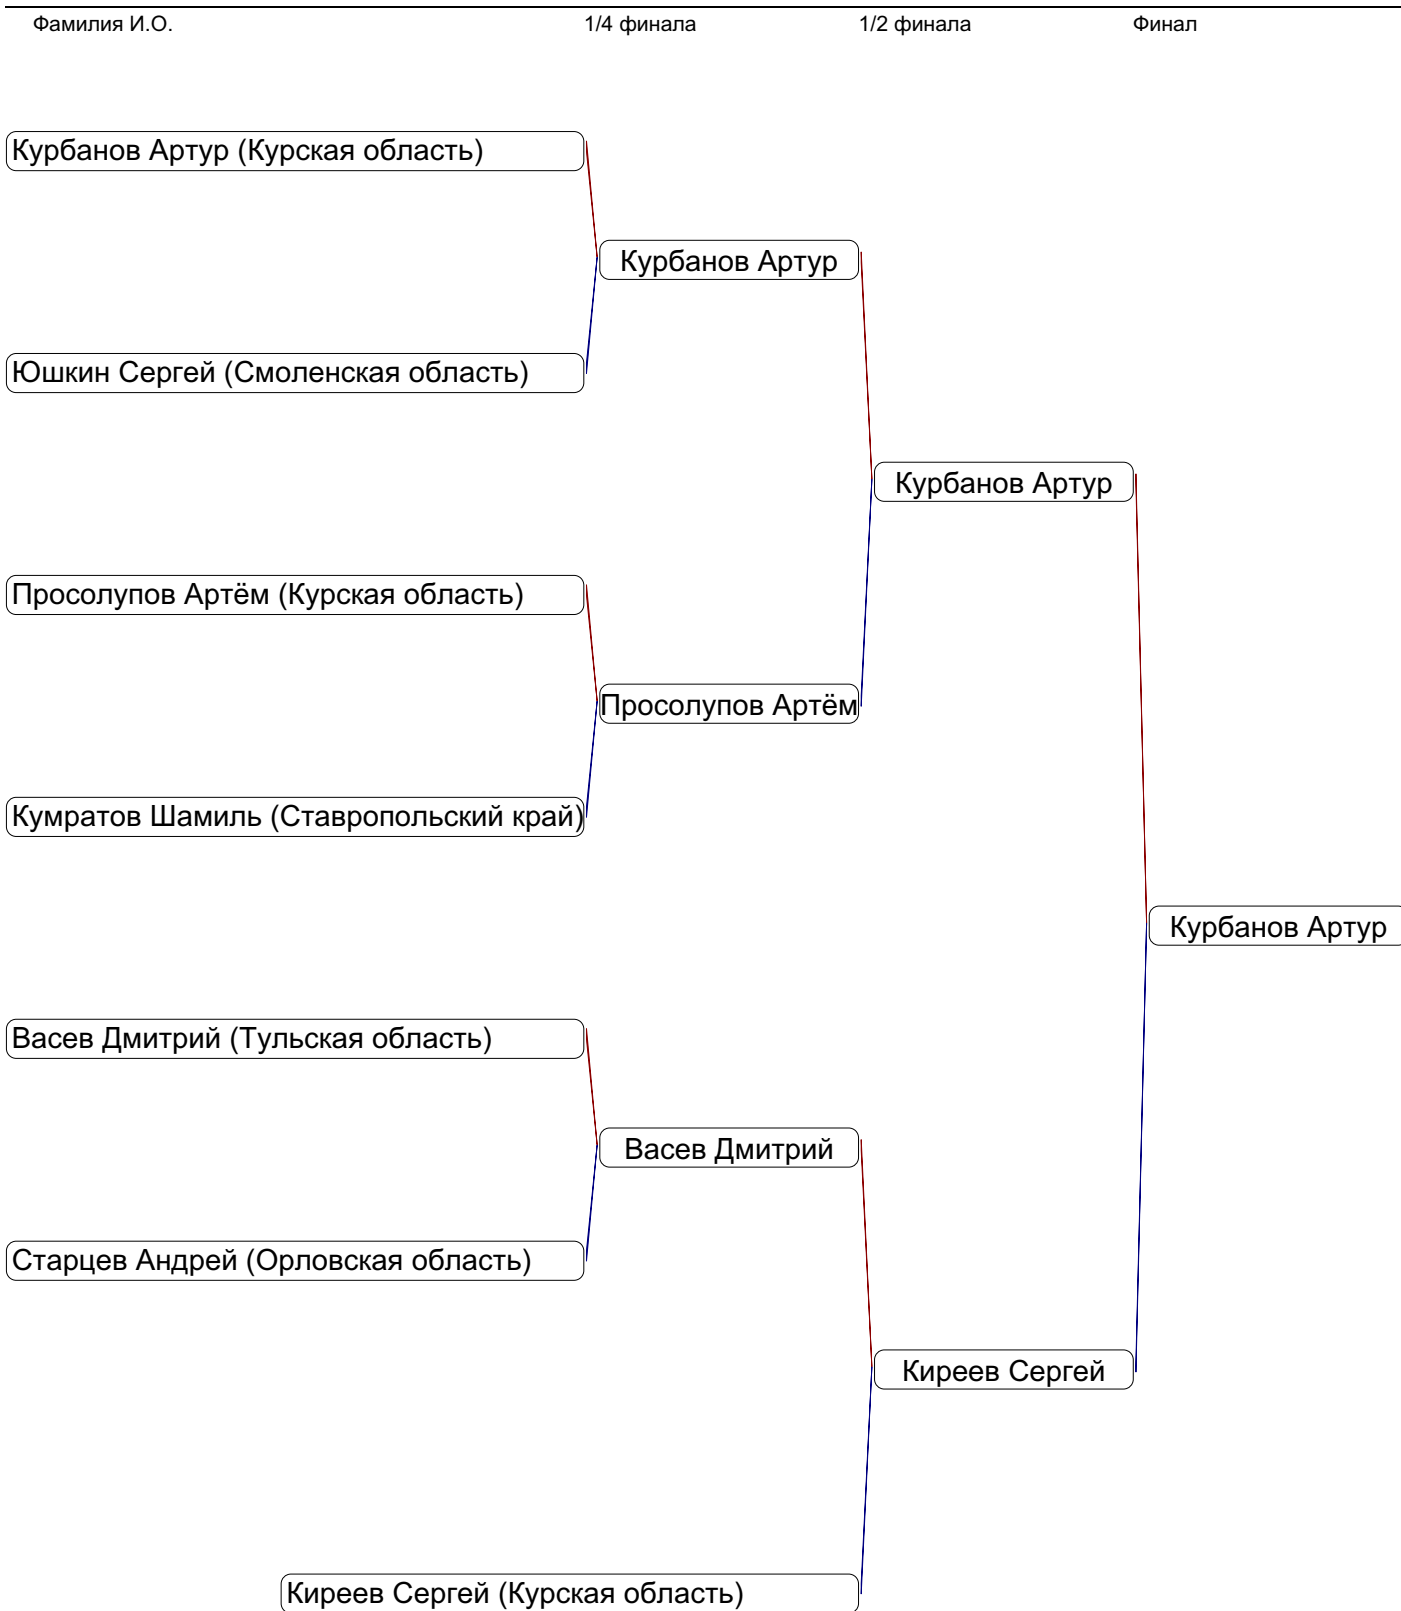 Фамилия И.О. 1/4 финала 1/2 финала Финал
Курбанов Артур (Курская область)
Курбанов Артур
Юшкин Сергей (Смоленская область)
Курбанов Артур
Просолупов Артём (Курская область)
Просолупов Артём
Кумратов Шамиль (Ставропольский край)
Курбанов Артур
Васев Дмитрий (Тульская область)
Васев Дмитрий
Старцев Андрей (Орловская область)
Киреев Сергей
Киреев Сергей (Курская область)